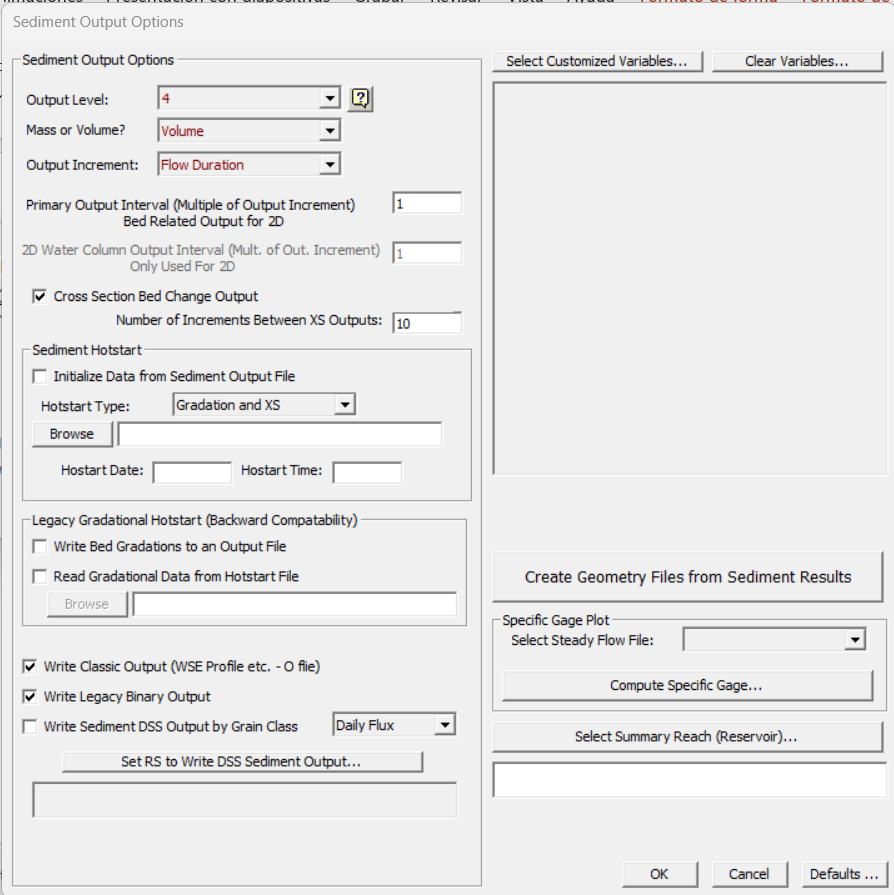 Sediment Output Options
Sediment Output Options
Output Level:
4
Mass or Volume?
Volume
Output Increment:
Flow Duration
Primary Output Interval (Multiple of Output Increment)
Bed Related Output for 2D
1
2D Water Column Output Interval (Mult. of Out. Increment)
Only Used For 2D
1
Cross Section Bed Change Output
Number of Increments Between XS Outputs:
10
Sediment Hotstart
Initialize Data from Sediment Output File
Hotstart Type:
Gradation and XS
Browse
Hostart Date:
Hostart Time:
Legacy Gradational Hotstart (Backward Compatability)
Write Bed Gradations to an Output File
Read Gradational Data from Hotstart File
Browse
Write Classic Output (WSE Profile etc. - O flie)
Write Legacy Binary Output
Write Sediment DSS Output by Grain Class
Daily Flux
Set RS to Write DSS Sediment Output...
Select Customized Variables...
Clear Variables...
Create Geometry Files from Sediment Results
Specific Gage Plot
Select Steady Flow File:
Compute Specific Gage...
Select Summary Reach (Reservoir)...
OK
Cancel
Defaults ...